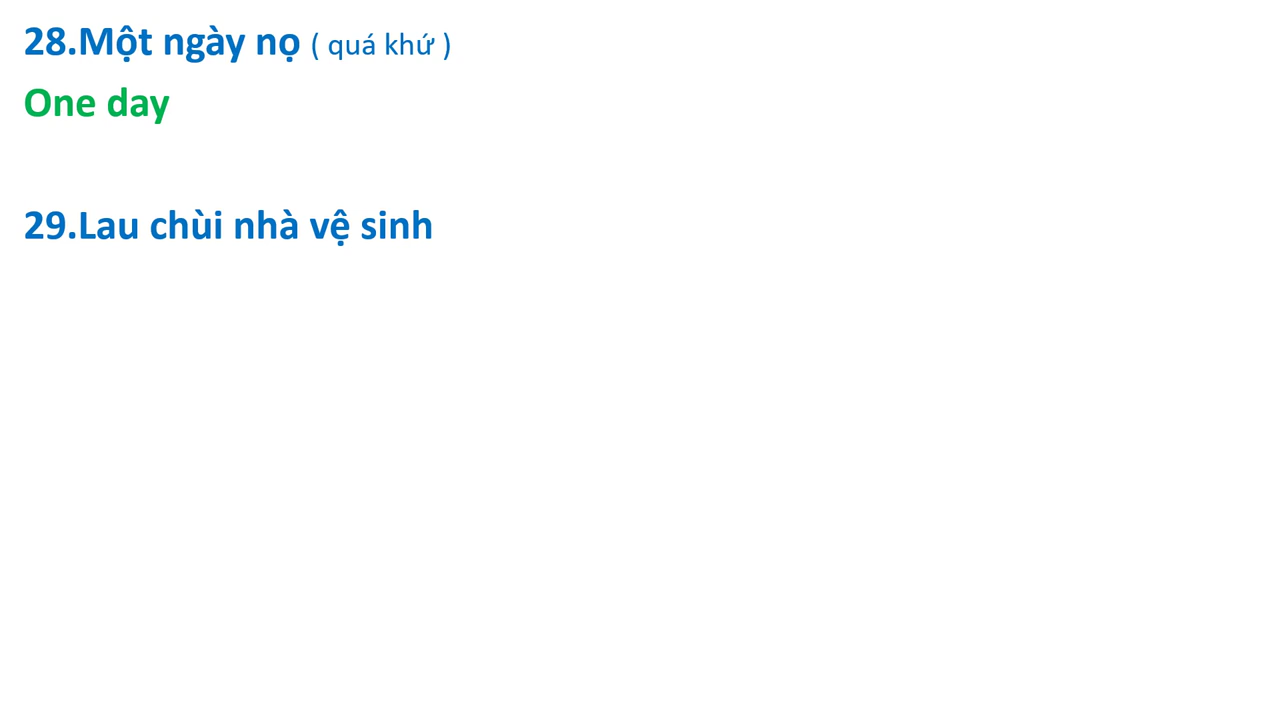 28.Một ngày nọ ( quá khứ )
One day
29.Lau chùi nhà vệ sinh